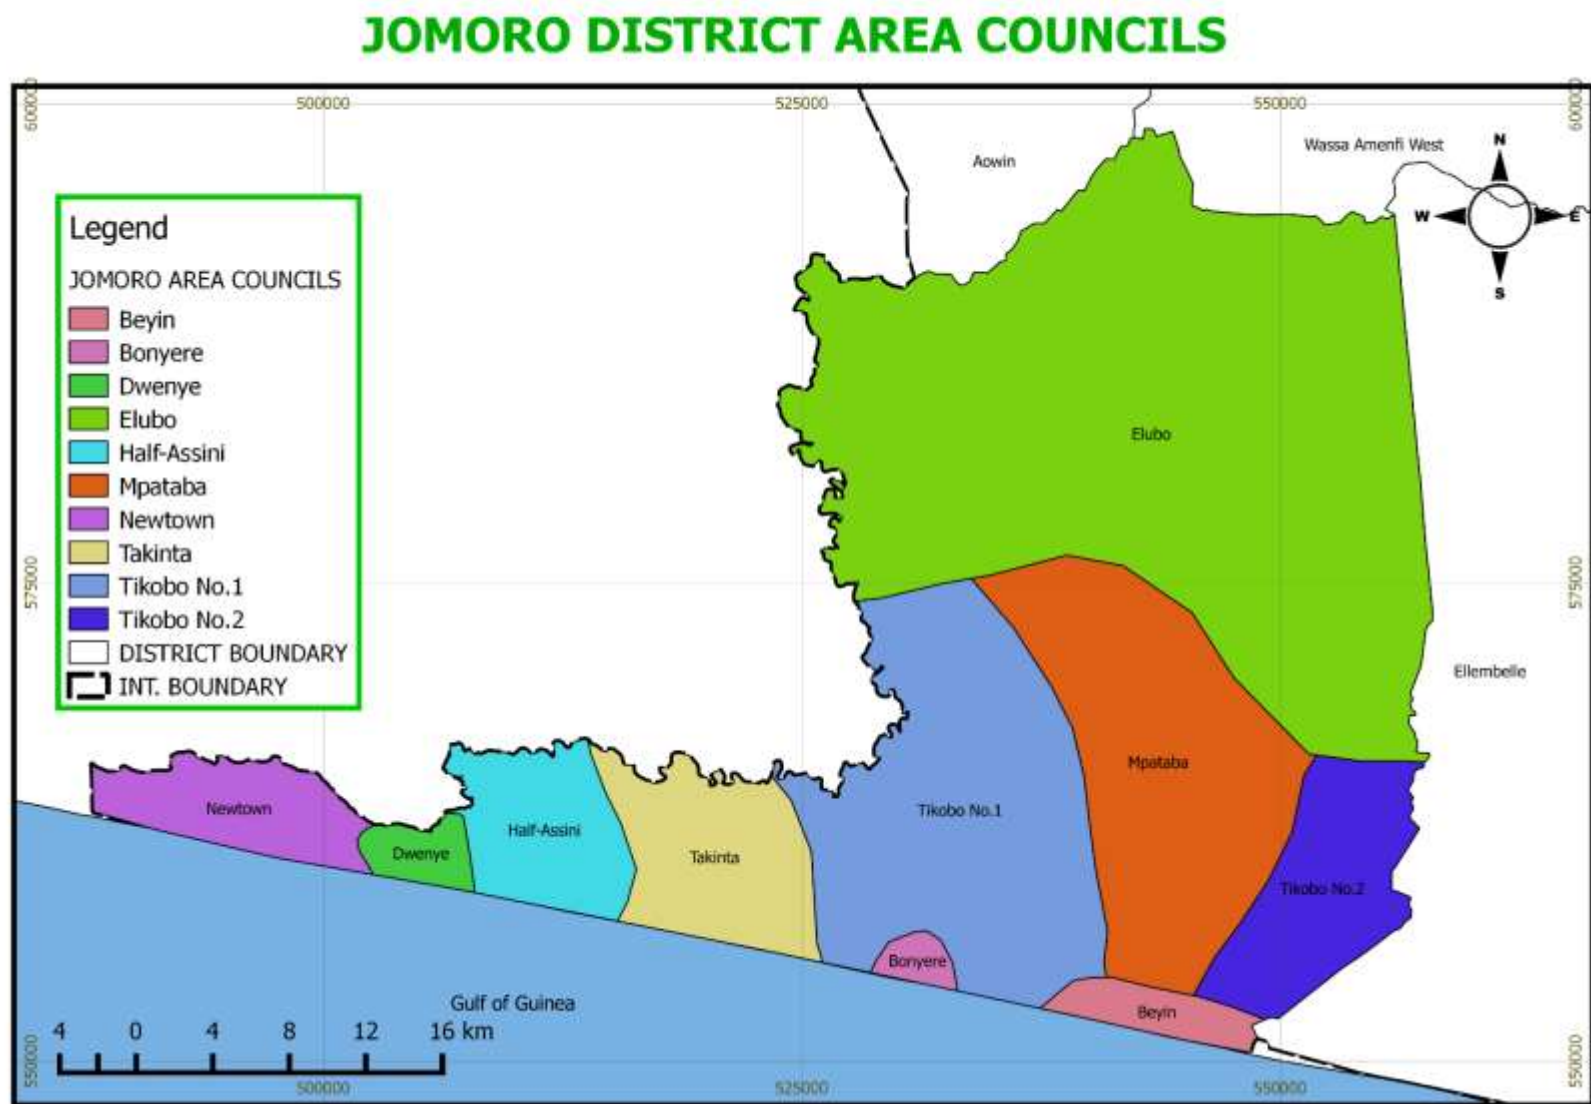 JOMORO DISTRICT AREA COUNCILS
500000
525000
550000
600000
600000
Aowin
Wassa Amenfi West
N
W
E
S
Legend
JOMORO AREA COUNCILS
Beyin
Bonyere
Dwenye
Elubo
Half-Assini
Mpataba
Newtown
Takinta
Tikobo No.1
Tikobo No.2
DISTRICT BOUNDARY
INT. BOUNDARY
Elubo
575000
575000
Ellembelle
Mpataba
Newtown
Tikobo No.1
Half-Assini
Dwenye
Takinta
Tikobo No.2
Bonyere
Gulf of Guinea
Beyin
4 0 4 8 12 16 km
550000
550000
500000
525000
550000